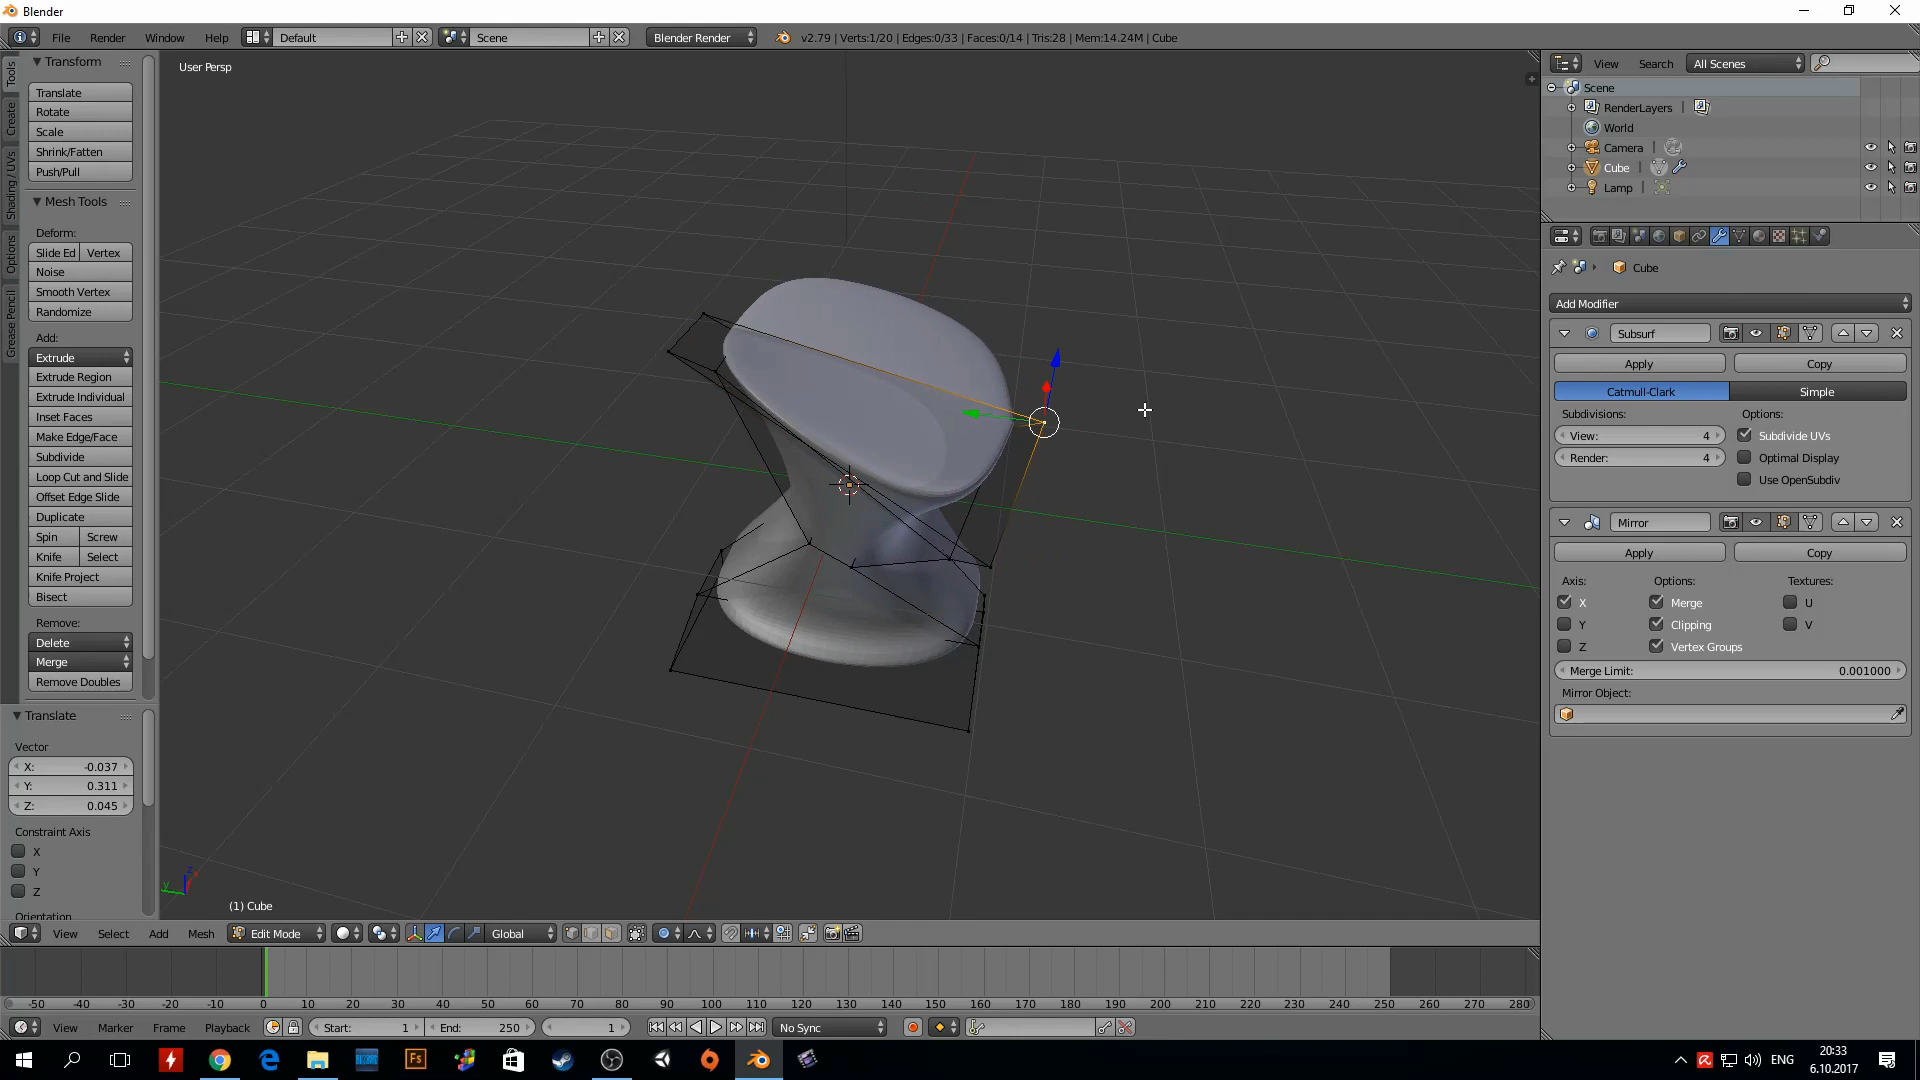 Blender
File Render Window Help Default Scene Blender Render v2.79 | Verts:1/20 | Edges:0/33 | Faces:0/14 | Tris:28 | Mem:14.24M | Cube
Tools
Create
Shading / UVs
Options
Grease Pencil
Transform
Translate
Rotate
Scale
Shrink/Fatten
Push/Pull
Mesh Tools
Deform:
Slide Ed Vertex
Noise
Smooth Vertex
Randomize
Add:
Extrude
Extrude Region
Extrude Individual
Inset Faces
Make Edge/Face
Subdivide
Loop Cut and Slide
Offset Edge Slide
Duplicate
Spin Screw
Knife Select
Knife Project
Bisect
Remove:
Delete
Merge
Remove Doubles
Translate
Vector
X: -0.037
Y: 0.311
Z: 0.045
Constraint Axis
X
Y
Z
Orientation
User Persp
z
y
(1) Cube
View Select Add Mesh Edit Mode Global
-50 -40 -30 -20 -10 0 10 20 30 40 50 60 70 80 90 100 110 120 130 140 150 160 170 180 190 200 210 220 230 240 250 260 270 280
View Marker Frame Playback Start: 1 End: 250 1 No Sync
View Search All Scenes
Scene
RenderLayers |
World
Camera |
Cube |
Lamp |
Cube
Add Modifier
Subsurf
Apply Copy
Catmull-Clark Simple
Subdivisions: Options:
View: 4 Subdivide UVs
Render: 4 Optimal Display
Use OpenSubdiv
Mirror
Apply Copy
Axis: Options: Textures:
X Merge U
Y Clipping V
Z Vertex Groups
Merge Limit: 0.001000
Mirror Object:
Fs
ENG
20:33
6.10.2017